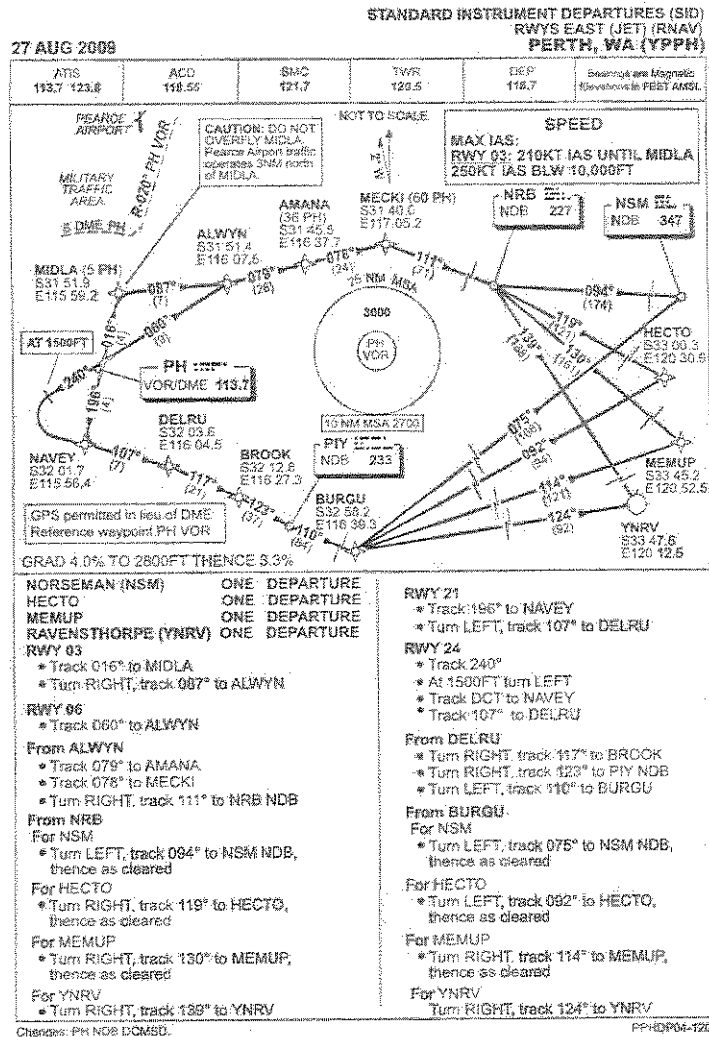 STANDARD INSTRUMENT DEPARTURES (SID)
RWYS EAST (JET) (RNAV)
27 AUG 2009
PERTH, WA (YPPH)
ATIS
113.7 123.8
ACD
118.55
SMC
121.7
TWR
120.5
DEP
118.7
Bearings are Magnetic
Elevations in FEET AMSL
PEARCE
AIRPORT
R-020° PH VOR
CAUTION: DO NOT
OVERFLY MIDLA.
Pearce Airport traffic
operates 3NM north
of MIDLA.
NOT TO SCALE
SPEED
MAX IAS:
RWY 03: 210KT IAS UNTIL MIDLA
250KT IAS BLW 10,000FT
MILITARY
TRAFFIC
AREA
5 DME PH
ALWYN
S31 51.4
E116 07.5
AMANA
(36 PH)
S31 45.5
E116 37.7
MECKI (60 PH)
S31 40.0
E117 05.2
NRB
NDB 227
NSM
NDB 347
MIDLA (5 PH)
S31 51.9
E115 59.2
087°
(7)
079°
(26)
078°
(24)
111°
(71)
094°
(174)
25 NM MSA
3000
PH
VOR
10 NM MSA 2700
AT 1500FT
016°
(4)
060°
(9)
240°
196°
(4)
PH
VOR/DME 113.7
119°
(121)
130°
(161)
139°
HECTO
S33 00.3
E120 30.6
NAVEY
S32 01.7
E115 56.4
107°
(7)
DELRU
S32 03.6
E116 04.5
117°
(21)
BROOK
S32 12.8
E116 27.3
123°
(37)
PIY
NDB 233
110°
(84)
BURGU
S32 58.2
075°
092°
114°
(121)
124°
(92)
MEMUP
S33 45.2
E120 52.5
YNRV
S33 47.6
E120 12.5
GPS permitted in lieu of DME
Reference waypoint PH VOR
GRAD 4.0% TO 2800FT THENCE 3.3%
NORSEMAN (NSM) ONE DEPARTURE
HECTO ONE DEPARTURE
MEMUP ONE DEPARTURE
RAVENSTHORPE (YNRV) ONE DEPARTURE
RWY 03
• Track 016° to MIDLA
• Turn RIGHT, track 087° to ALWYN
RWY 06
• Track 060° to ALWYN
From ALWYN
• Track 079° to AMANA
• Track 078° to MECKI
• Turn RIGHT, track 111° to NRB NDB
From NRB
For NSM
• Turn LEFT, track 094° to NSM NDB,
thence as cleared
For HECTO
• Turn RIGHT, track 119° to HECTO,
thence as cleared
For MEMUP
• Turn RIGHT, track 130° to MEMUP,
thence as cleared
For YNRV
• Turn RIGHT, track 139° to YNRV
RWY 21
• Track 196° to NAVEY
• Turn LEFT, track 107° to DELRU
RWY 24
• Track 240°
• At 1500FT turn LEFT
• Track DCT to NAVEY
• Track 107° to DELRU
From DELRU
• Turn RIGHT, track 117° to BROOK
• Turn RIGHT, track 123° to PIY NDB
• Turn LEFT, track 110° to BURGU
From BURGU
For NSM
• Turn LEFT, track 075° to NSM NDB,
thence as cleared
For HECTO
• Turn LEFT, track 092° to HECTO,
thence as cleared
For MEMUP
• Turn RIGHT, track 114° to MEMUP,
thence as cleared
For YNRV
Turn RIGHT, track 124° to YNRV
Changes: PH NDB DCMSD.